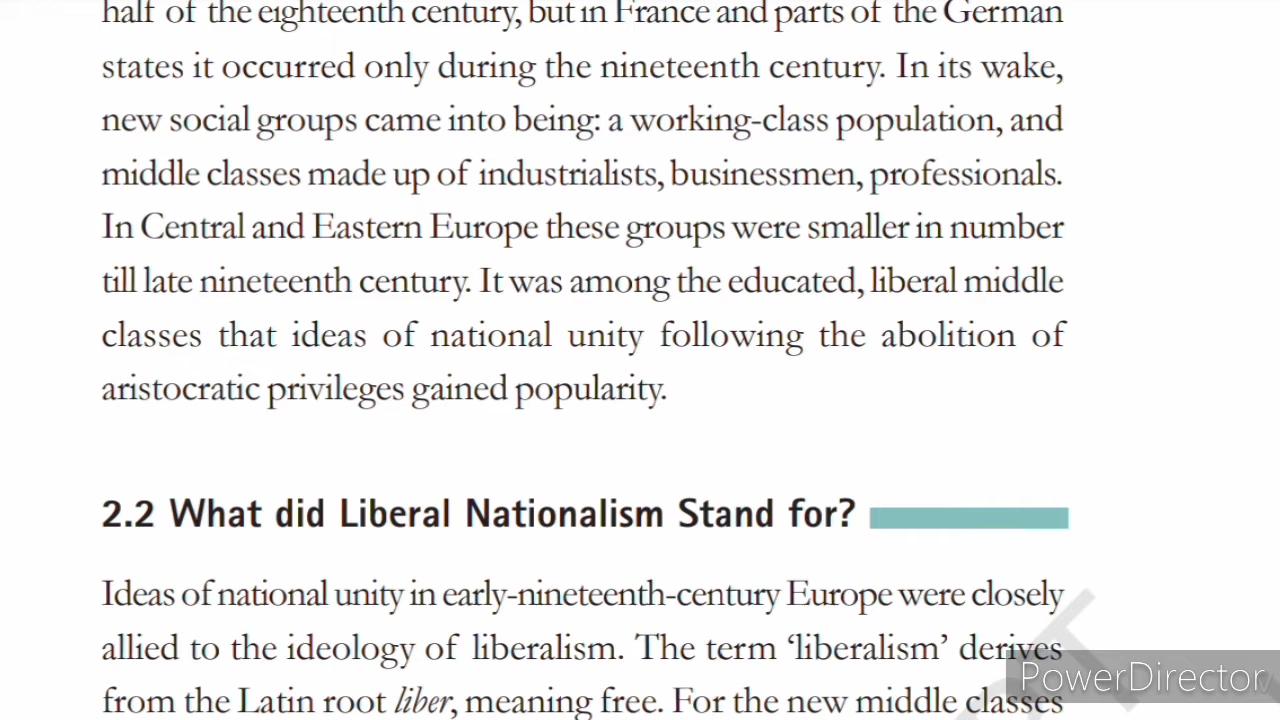 half of the eighteenth century, but in France and parts of the German
states it occurred only during the nineteenth century. In its wake,
new social groups came into being: a working-class population, and
middle classes made up of industrialists, businessmen, professionals.
In Central and Eastern Europe these groups were smaller in number
till late nineteenth century. It was among the educated, liberal middle
classes that ideas of national unity following the abolition of
aristocratic privileges gained popularity.
2.2 What did Liberal Nationalism Stand for?
Ideas of national unity in early-nineteenth-century Europe were closely
allied to the ideology of liberalism. The term ‘liberalism’ derives
from the Latin root liber, meaning free. For the new middle classes
PowerDirector